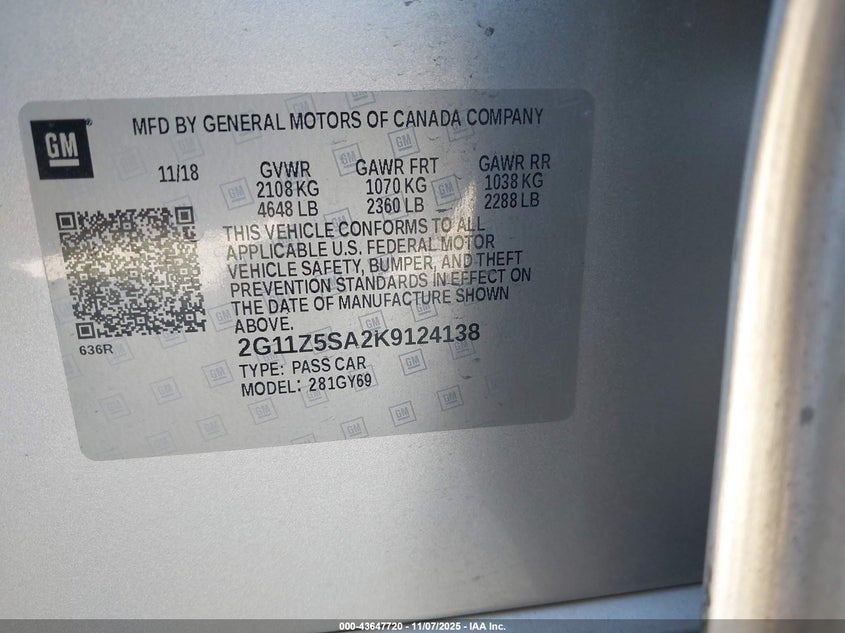 GM
MFD BY GENERAL MOTORS OF CANADA COMPANY
11/18
GVWR GAWR FRT GAWR RR
2108 KG 1070 KG 1038 KG
4648 LB 2360 LB 2288 LB
THIS VEHICLE CONFORMS TO ALL
APPLICABLE U.S. FEDERAL MOTOR
VEHICLE SAFETY, BUMPER, AND THEFT
PREVENTION STANDARDS IN EFFECT ON
THE DATE OF MANUFACTURE SHOWN
ABOVE.
636R
2G11Z5SA2K9124138
TYPE: PASS CAR
MODEL: 281GY69
000-43647720 — 11/07/2025 — IAA Inc.